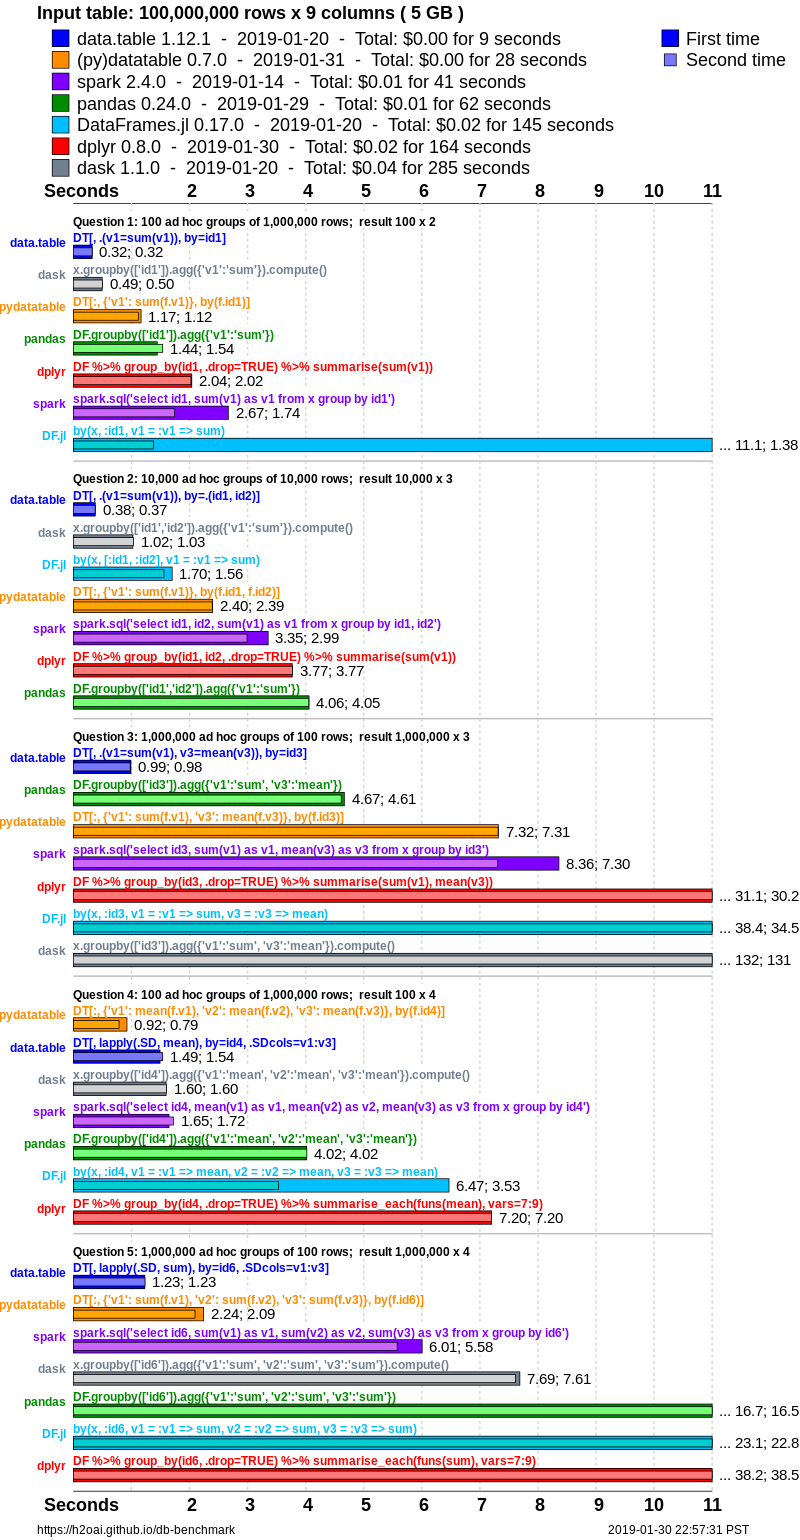 Input table: 100,000,000 rows x 9 columns ( 5 GB )
data.table 1.12.1 - 2019-01-20 - Total: $0.00 for 9 seconds
First time
(py)datatable 0.7.0 - 2019-01-31 - Total: $0.00 for 28 seconds
Second time
spark 2.4.0 - 2019-01-14 - Total: $0.01 for 41 seconds
pandas 0.24.0 - 2019-01-29 - Total: $0.01 for 62 seconds
DataFrames.jl 0.17.0 - 2019-01-20 - Total: $0.02 for 145 seconds
dplyr 0.8.0 - 2019-01-30 - Total: $0.02 for 164 seconds
dask 1.1.0 - 2019-01-20 - Total: $0.04 for 285 seconds
Seconds 2 3 4 5 6 7 8 9 10 11
Question 1: 100 ad hoc groups of 1,000,000 rows; result 100 x 2
DT[, .(v1=sum(v1)), by=id1]
data.table 0.32; 0.32
x.groupby(['id1']).agg({'v1':'sum'}).compute()
dask 0.49; 0.50
DT[:, {'v1': sum(f.v1)}, by(f.id1)]
pydatatable 1.17; 1.12
DF.groupby(['id1']).agg({'v1':'sum'})
pandas 1.44; 1.54
DF %>% group_by(id1, .drop=TRUE) %>% summarise(sum(v1))
dplyr 2.04; 2.02
spark.sql('select id1, sum(v1) as v1 from x group by id1')
spark 2.67; 1.74
by(x, :id1, v1 = :v1 => sum)
DF.jl ... 11.1; 1.38
Question 2: 10,000 ad hoc groups of 10,000 rows; result 10,000 x 3
DT[, .(v1=sum(v1)), by=.(id1, id2)]
data.table 0.38; 0.37
x.groupby(['id1','id2']).agg({'v1':'sum'}).compute()
dask 1.02; 1.03
by(x, [:id1, :id2], v1 = :v1 => sum)
DF.jl 1.70; 1.56
DT[:, {'v1': sum(f.v1)}, by(f.id1, f.id2)]
pydatatable 2.40; 2.39
spark.sql('select id1, id2, sum(v1) as v1 from x group by id1, id2')
spark 3.35; 2.99
DF %>% group_by(id1, id2, .drop=TRUE) %>% summarise(sum(v1))
dplyr 3.77; 3.77
DF.groupby(['id1','id2']).agg({'v1':'sum'})
pandas 4.06; 4.05
Question 3: 1,000,000 ad hoc groups of 100 rows; result 1,000,000 x 3
DT[, .(v1=sum(v1), v3=mean(v3)), by=id3]
data.table 0.99; 0.98
DF.groupby(['id3']).agg({'v1':'sum', 'v3':'mean'})
pandas 4.67; 4.61
DT[:, {'v1': sum(f.v1), 'v3': mean(f.v3)}, by(f.id3)]
pydatatable 7.32; 7.31
spark.sql('select id3, sum(v1) as v1, mean(v3) as v3 from x group by id3')
spark 8.36; 7.30
DF %>% group_by(id3, .drop=TRUE) %>% summarise(sum(v1), mean(v3))
dplyr ... 31.1; 30.2
by(x, :id3, v1 = :v1 => sum, v3 = :v3 => mean)
DF.jl ... 38.4; 34.5
x.groupby(['id3']).agg({'v1':'sum', 'v3':'mean'}).compute()
dask ... 132; 131
Question 4: 100 ad hoc groups of 1,000,000 rows; result 100 x 4
DT[:, {'v1': mean(f.v1), 'v2': mean(f.v2), 'v3': mean(f.v3)}, by(f.id4)]
pydatatable 0.92; 0.79
DT[, lapply(.SD, mean), by=id4, .SDcols=v1:v3]
data.table 1.49; 1.54
x.groupby(['id4']).agg({'v1':'mean', 'v2':'mean', 'v3':'mean'}).compute()
dask 1.60; 1.60
spark.sql('select id4, mean(v1) as v1, mean(v2) as v2, mean(v3) as v3 from x group by id4')
spark 1.65; 1.72
DF.groupby(['id4']).agg({'v1':'mean', 'v2':'mean', 'v3':'mean'})
pandas 4.02; 4.02
by(x, :id4, v1 = :v1 => mean, v2 = :v2 => mean, v3 = :v3 => mean)
DF.jl 6.47; 3.53
DF %>% group_by(id4, .drop=TRUE) %>% summarise_each(funs(mean), vars=7:9)
dplyr 7.20; 7.20
Question 5: 1,000,000 ad hoc groups of 100 rows; result 1,000,000 x 4
DT[, lapply(.SD, sum), by=id6, .SDcols=v1:v3]
data.table 1.23; 1.23
DT[:, {'v1': sum(f.v1), 'v2': sum(f.v2), 'v3': sum(f.v3)}, by(f.id6)]
pydatatable 2.24; 2.09
spark.sql('select id6, sum(v1) as v1, sum(v2) as v2, sum(v3) as v3 from x group by id6')
spark 6.01; 5.58
x.groupby(['id6']).agg({'v1':'sum', 'v2':'sum', 'v3':'sum'}).compute()
dask 7.69; 7.61
DF.groupby(['id6']).agg({'v1':'sum', 'v2':'sum', 'v3':'sum'})
pandas ... 16.7; 16.5
by(x, :id6, v1 = :v1 => sum, v2 = :v2 => sum, v3 = :v3 => sum)
DF.jl ... 23.1; 22.8
DF %>% group_by(id6, .drop=TRUE) %>% summarise_each(funs(sum), vars=7:9)
dplyr ... 38.2; 38.5
Seconds 2 3 4 5 6 7 8 9 10 11
https://h2oai.github.io/db-benchmark
2019-01-30 22:57:31 PST